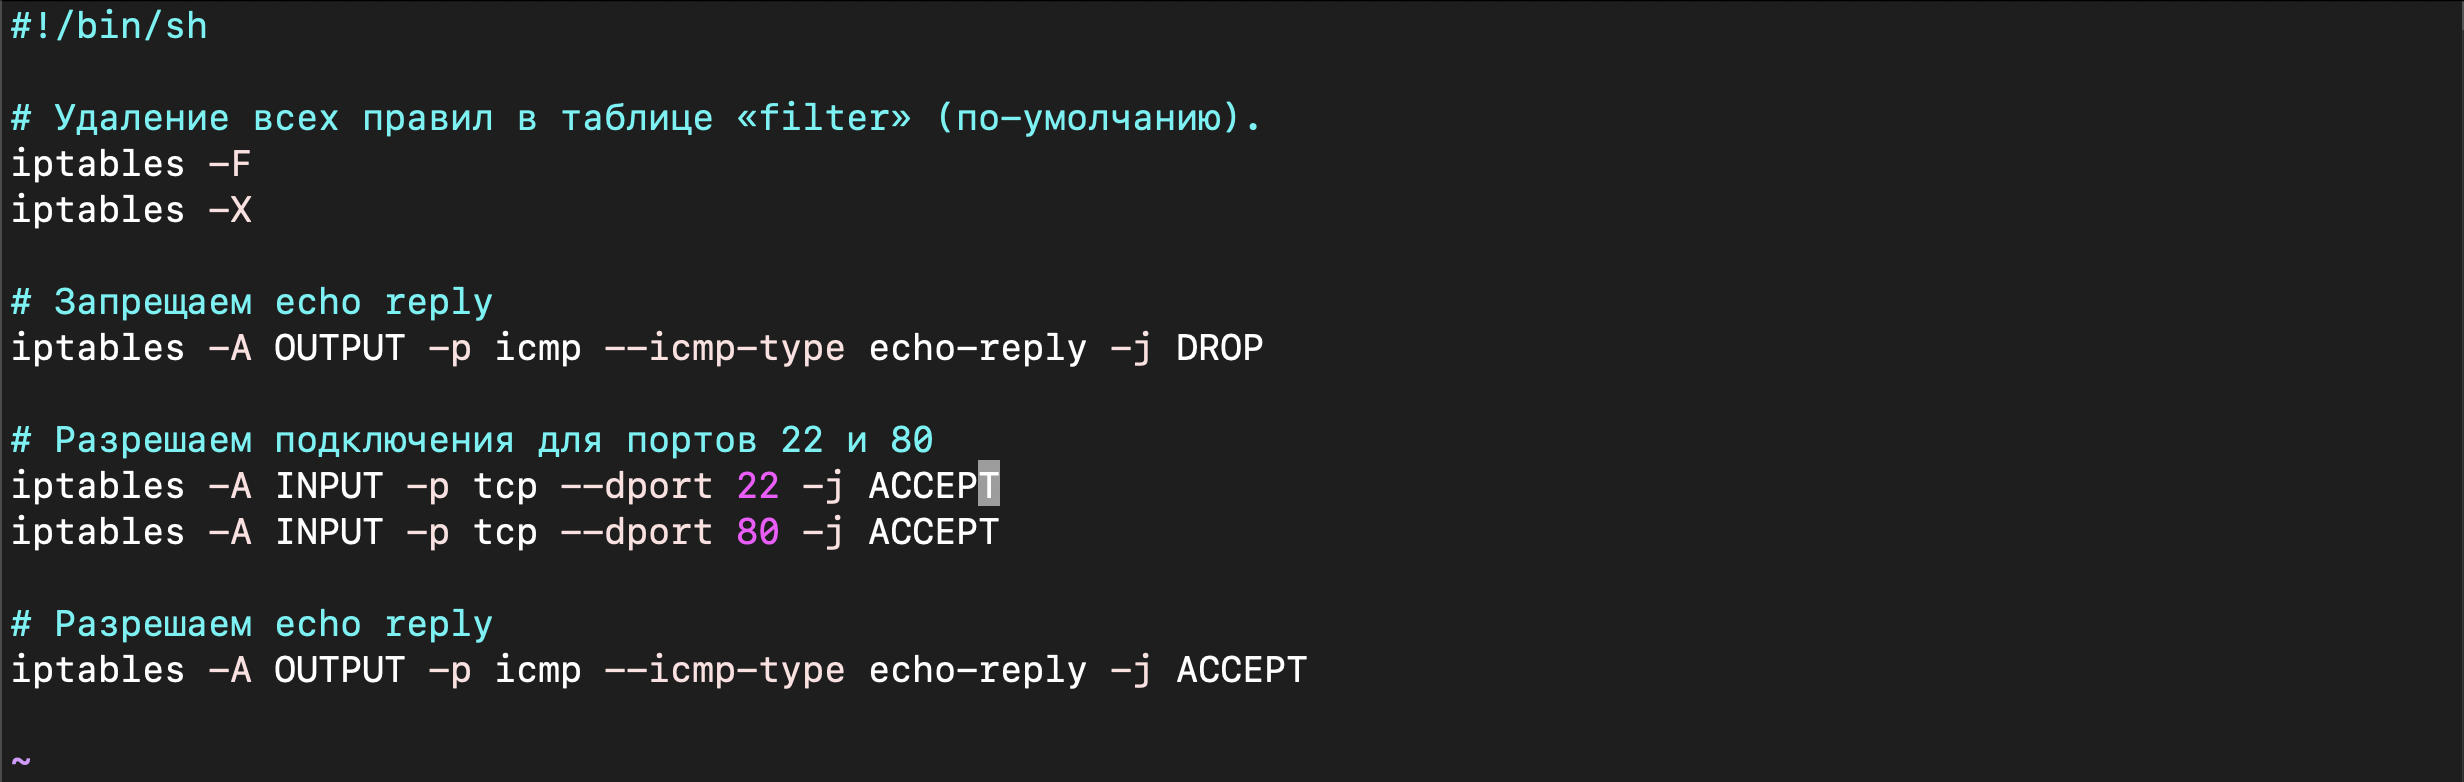 #!/bin/sh
# Удаление всех правил в таблице «filter» (по-умолчанию).
iptables -F
iptables -X
# Запрещаем echo reply
iptables -A OUTPUT -p icmp --icmp-type echo-reply -j DROP
# Разрешаем подключения для портов 22 и 80
iptables -A INPUT -p tcp --dport 22 -j ACCEPT
iptables -A INPUT -p tcp --dport 80 -j ACCEPT
# Разрешаем echo reply
iptables -A OUTPUT -p icmp --icmp-type echo-reply -j ACCEPT
~